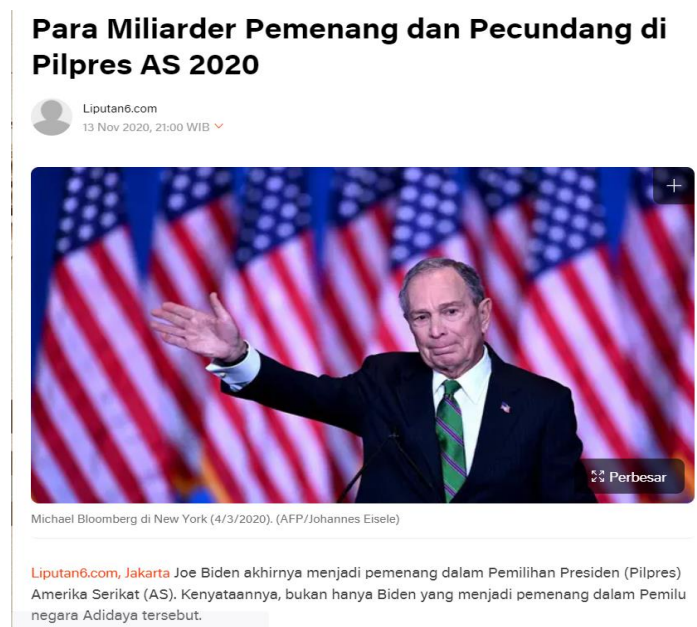 Para Miliarder Pemenang dan Pecundang di
Pilpres AS 2020
Liputan6.com
13 Nov 2020, 21:00 WIB
Perbesar
Michael Bloomberg di New York (4/3/2020). (AFP/Johannes Eisele)
Liputan6.com, Jakarta Joe Biden akhirnya menjadi pemenang dalam Pemilihan Presiden (Pilpres)
Amerika Serikat (AS). Kenyataannya, bukan hanya Biden yang menjadi pemenang dalam Pemilu
negara Adidaya tersebut.